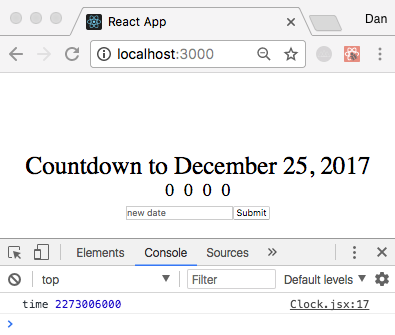 React App
Dan
localhost:3000
Countdown to December 25, 2017
0 0 0 0
new date Submit
Elements Console Sources »
top Filter Default levels
time 2273006000 Clock.jsx:17